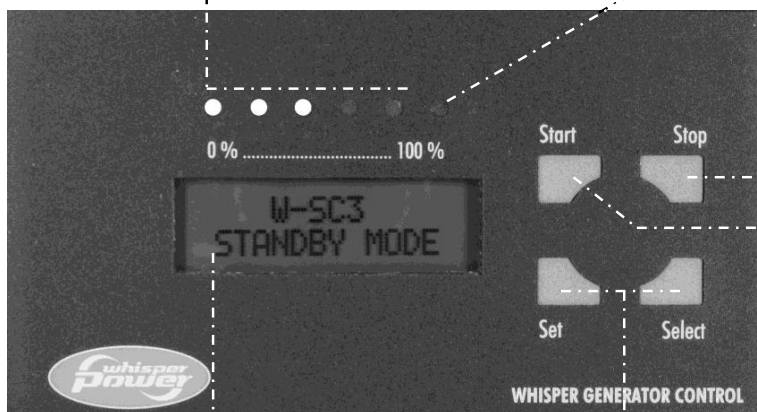 Start Stop
0 % ........................................ 100 %
W-SC3
STANDBY MODE
Set Select
whisper
power
WHISPER GENERATOR CONTROL